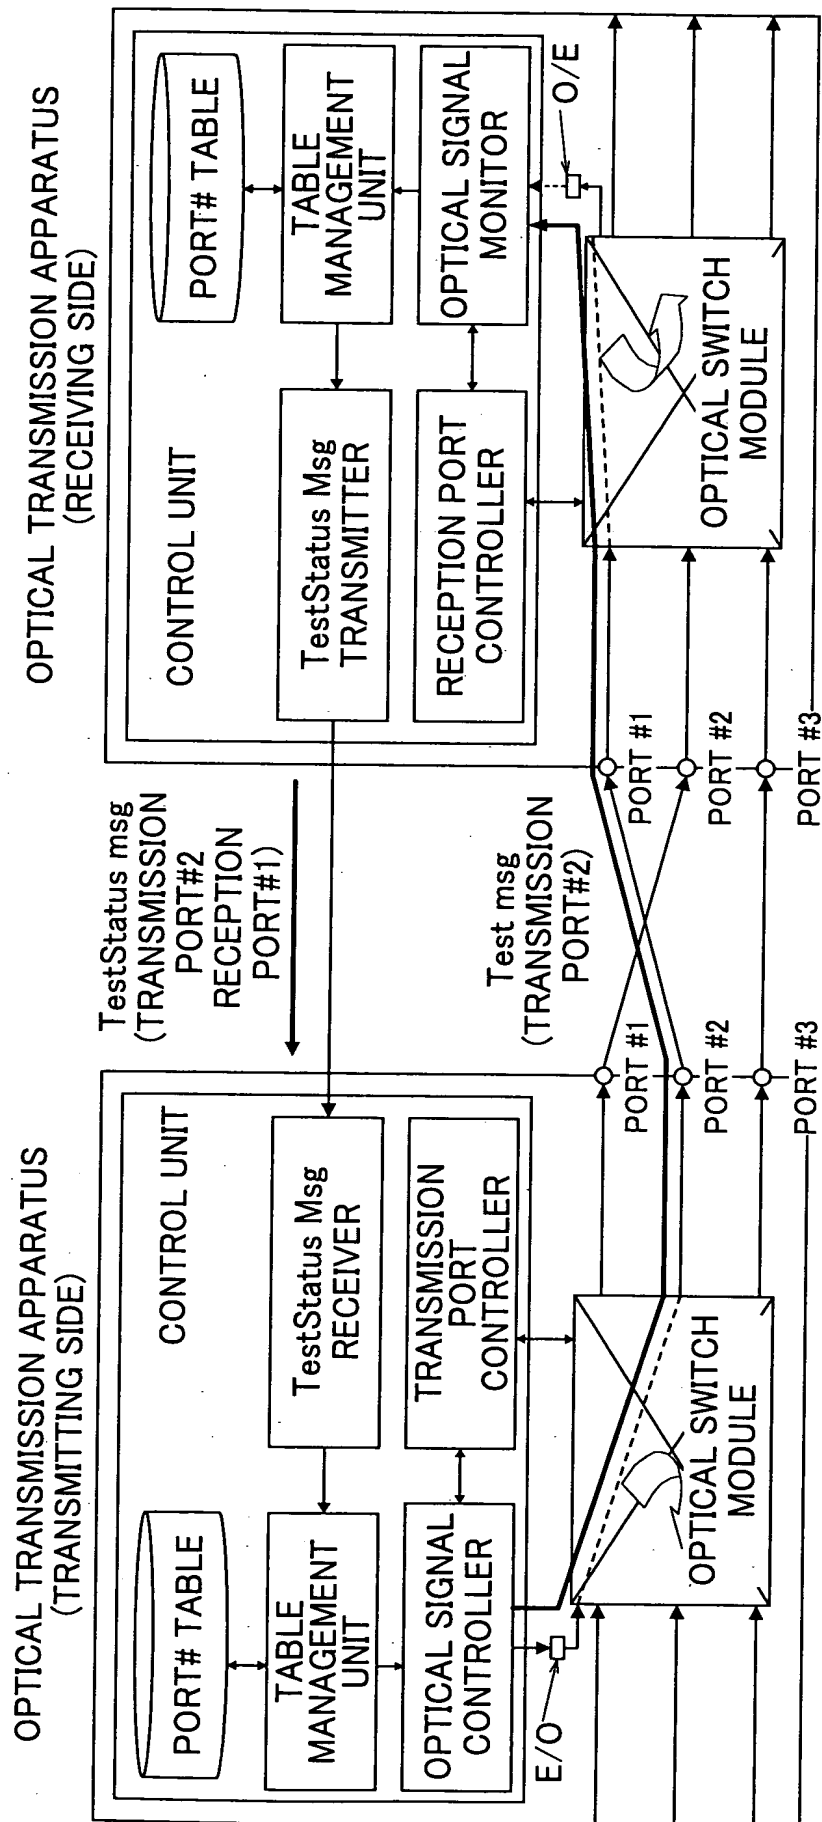 OPTICAL TRANSMISSION APPARATUS
(TRANSMITTING SIDE)
CONTROL UNIT
PORT# TABLE
TABLE
MANAGEMENT
UNIT
TestStatus Msg
RECEIVER
OPTICAL SIGNAL
CONTROLLER
TRANSMISSION
PORT
CONTROLLER
E/O
OPTICAL SWITCH
MODULE
PORT #1
PORT #2
PORT #3
TestStatus msg
(TRANSMISSION
PORT#2
RECEPTION
PORT#1)
Test msg
(TRANSMISSION
PORT#2)
OPTICAL TRANSMISSION APPARATUS
(RECEIVING SIDE)
CONTROL UNIT
PORT# TABLE
TestStatus Msg
TRANSMITTER
TABLE
MANAGEMENT
UNIT
RECEPTION PORT
CONTROLLER
OPTICAL SIGNAL
MONITOR
O/E
OPTICAL SWITCH
MODULE
PORT #1
PORT #2
PORT #3